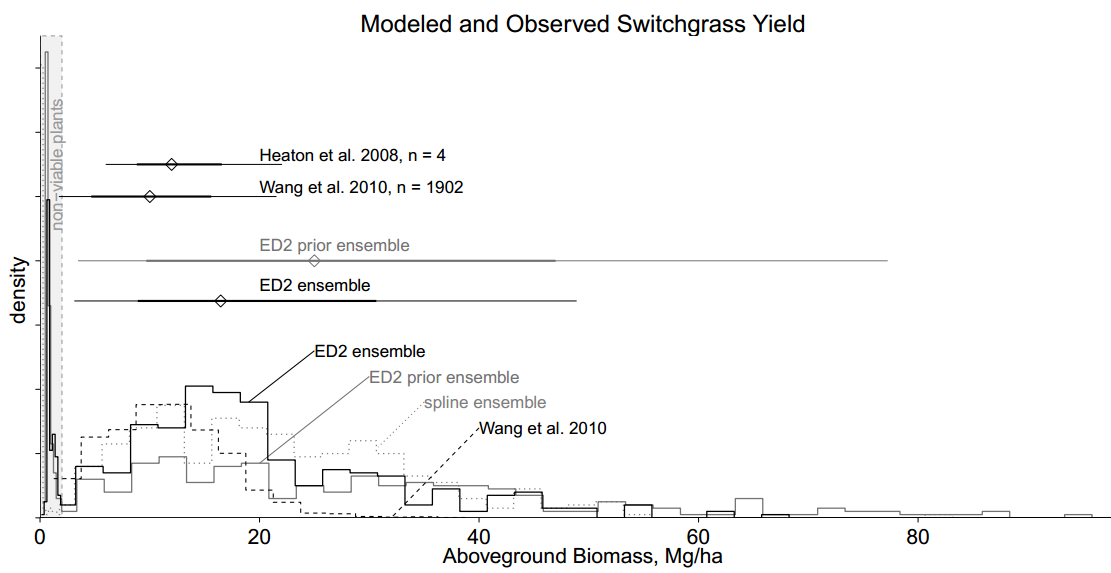 Modeled and Observed Switchgrass Yield
non-viable plants
Heaton et al. 2008, n = 4
Wang et al. 2010, n = 1902
ED2 prior ensemble
ED2 ensemble
density
ED2 ensemble
ED2 prior ensemble
spline ensemble
Wang et al. 2010
0 20 40 60 80
Aboveground Biomass, Mg/ha